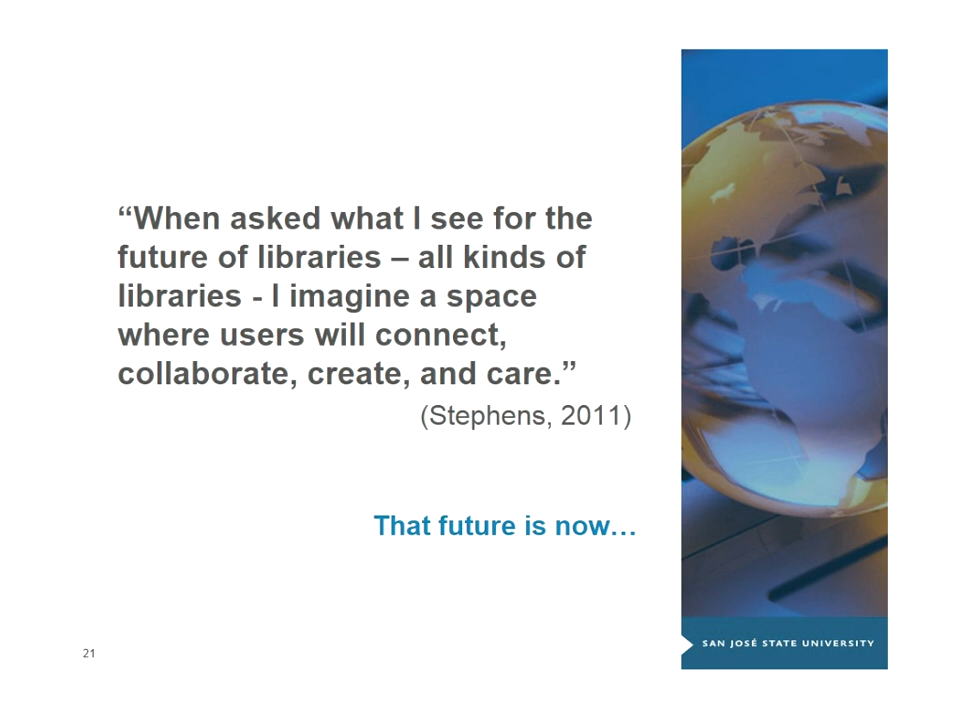 “When asked what I see for the
future of libraries – all kinds of
libraries - I imagine a space
where users will connect,
collaborate, create, and care.”
(Stephens, 2011)
That future is now…
SAN JOSÉ STATE UNIVERSITY
21